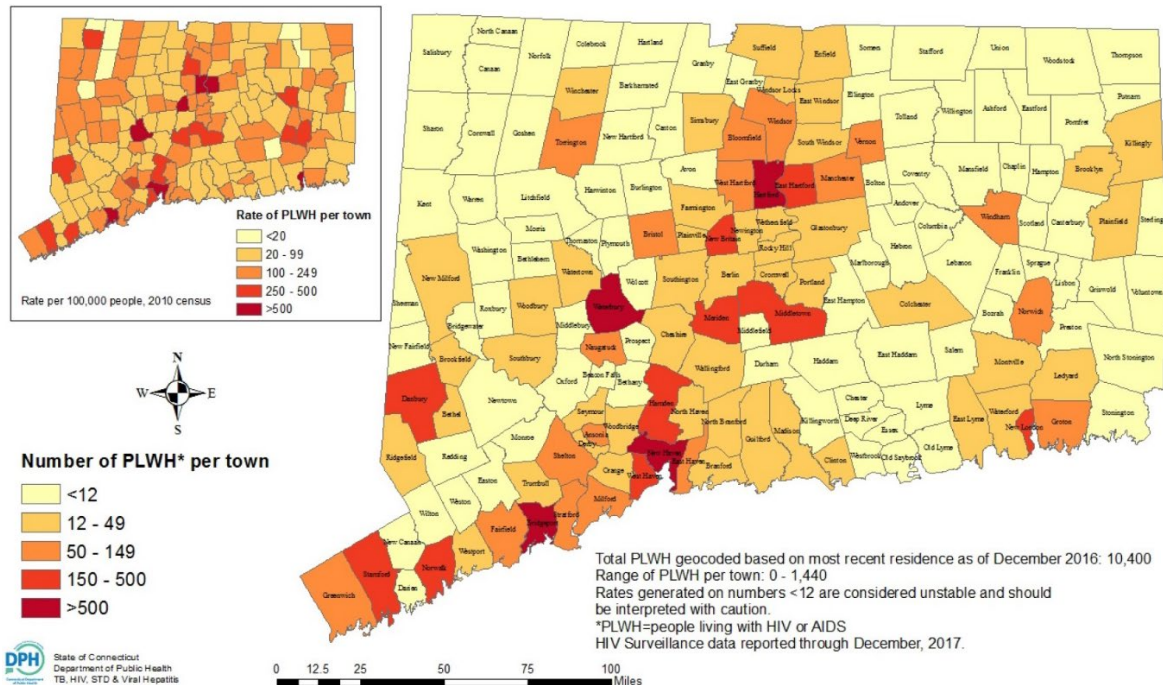 Rate of PLWH per town
<20
20 - 99
100 - 249
250 - 500
>500
Rate per 100,000 people, 2010 census
N
W
E
S
Number of PLWH* per town
<12
12 - 49
50 - 149
150 - 500
>500
DPH
State of Connecticut
Department of Public Health
TB, HIV, STD & Viral Hepatitis
0 12.5 25 50 75 100
Miles
Total PLWH geocoded based on most recent residence as of December 2016: 10,400
Range of PLWH per town: 0 - 1,440
Rates generated on numbers <12 are considered unstable and should
be interpreted with caution.
*PLWH=people living with HIV or AIDS
HIV Surveillance data reported through December, 2017.
Salisbury
North Canaan
Canaan
Norfolk
Colebrook
Hartland
Granby
East Granby
Suffield
Enfield
Somers
Stafford
Union
Woodstock
Thompson
Winchester
Barkhamsted
Windsor Locks
East Windsor
Ellington
Putnam
Sharon
Cornwall
Goshen
Torrington
New Hartford
Canton
Simsbury
Bloomfield
Windsor
South Windsor
Vernon
Tolland
Willington
Ashford
Eastford
Pomfret
Killingly
Brooklyn
Kent
Warren
Litchfield
Harwinton
Burlington
Avon
West Hartford
Hartford
East Hartford
Manchester
Bolton
Coventry
Mansfield
Chaplin
Hampton
Andover
Columbia
Windham
Scotland
Canterbury
Plainfield
Sterling
Morris
Washington
Bethlehem
Thomaston
Plymouth
Bristol
Farmington
Plainville
New Britain
Newington
Wethersfield
Rocky Hill
Glastonbury
Hebron
Marlborough
Lebanon
Franklin
Sprague
Lisbon
Griswold
Voluntown
Sherman
New Milford
Roxbury
Woodbury
Watertown
Waterbury
Wolcott
Southington
Berlin
Cromwell
Portland
East Hampton
Colchester
Bozrah
Norwich
Preston
Bridgewater
Middlebury
Naugatuck
Prospect
Cheshire
Meriden
Middletown
Middlefield
New Fairfield
Brookfield
Southbury
Oxford
Beacon Falls
Bethany
Wallingford
Durham
Haddam
East Haddam
Salem
Montville
Ledyard
North Stonington
Danbury
Bethel
Newtown
Seymour
Woodbridge
Hamden
North Haven
North Branford
Guilford
Madison
Killingworth
Chester
Deep River
Essex
Lyme
East Lyme
Waterford
New London
Groton
Stonington
Ridgefield
Redding
Monroe
Shelton
Ansonia
Derby
Orange
New Haven
West Haven
East Haven
Branford
Clinton
Westbrook
Old Saybrook
Old Lyme
Easton
Trumbull
Weston
Wilton
Milford
Stratford
Bridgeport
Fairfield
Westport
Norwalk
New Canaan
Darien
Stamford
Greenwich